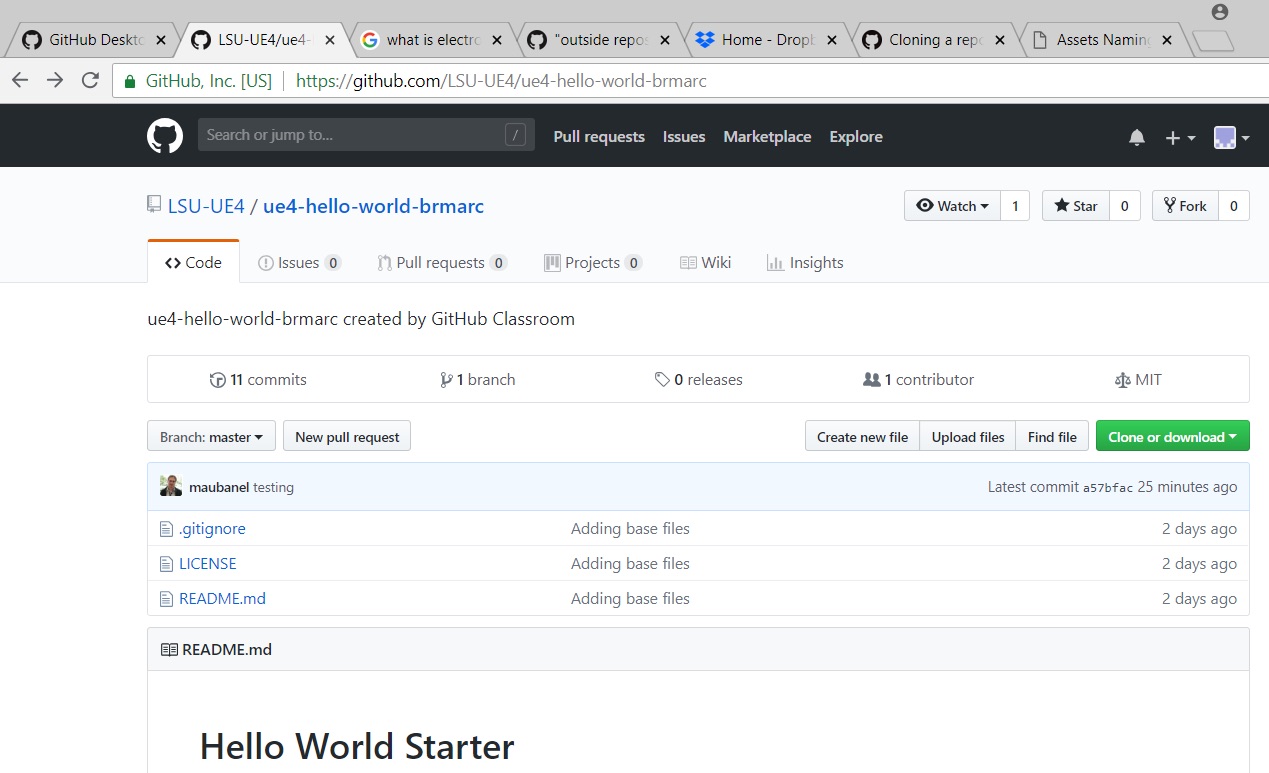 GitHub Deskto LSU-UE4/ue4- what is electro "outside repos Home - Dropb Cloning a repo Assets Naming
GitHub, Inc. [US] https://github.com/LSU-UE4/ue4-hello-world-brmarc
Search or jump to... / Pull requests Issues Marketplace Explore
LSU-UE4 / ue4-hello-world-brmarc Watch 1 Star 0 Fork 0
Code Issues 0 Pull requests 0 Projects 0 Wiki Insights
ue4-hello-world-brmarc created by GitHub Classroom
11 commits 1 branch 0 releases 1 contributor MIT
Branch: master New pull request Create new file Upload files Find file Clone or download
maubanel testing Latest commit a57bfac 25 minutes ago
.gitignore Adding base files 2 days ago
LICENSE Adding base files 2 days ago
README.md Adding base files 2 days ago
README.md
Hello World Starter